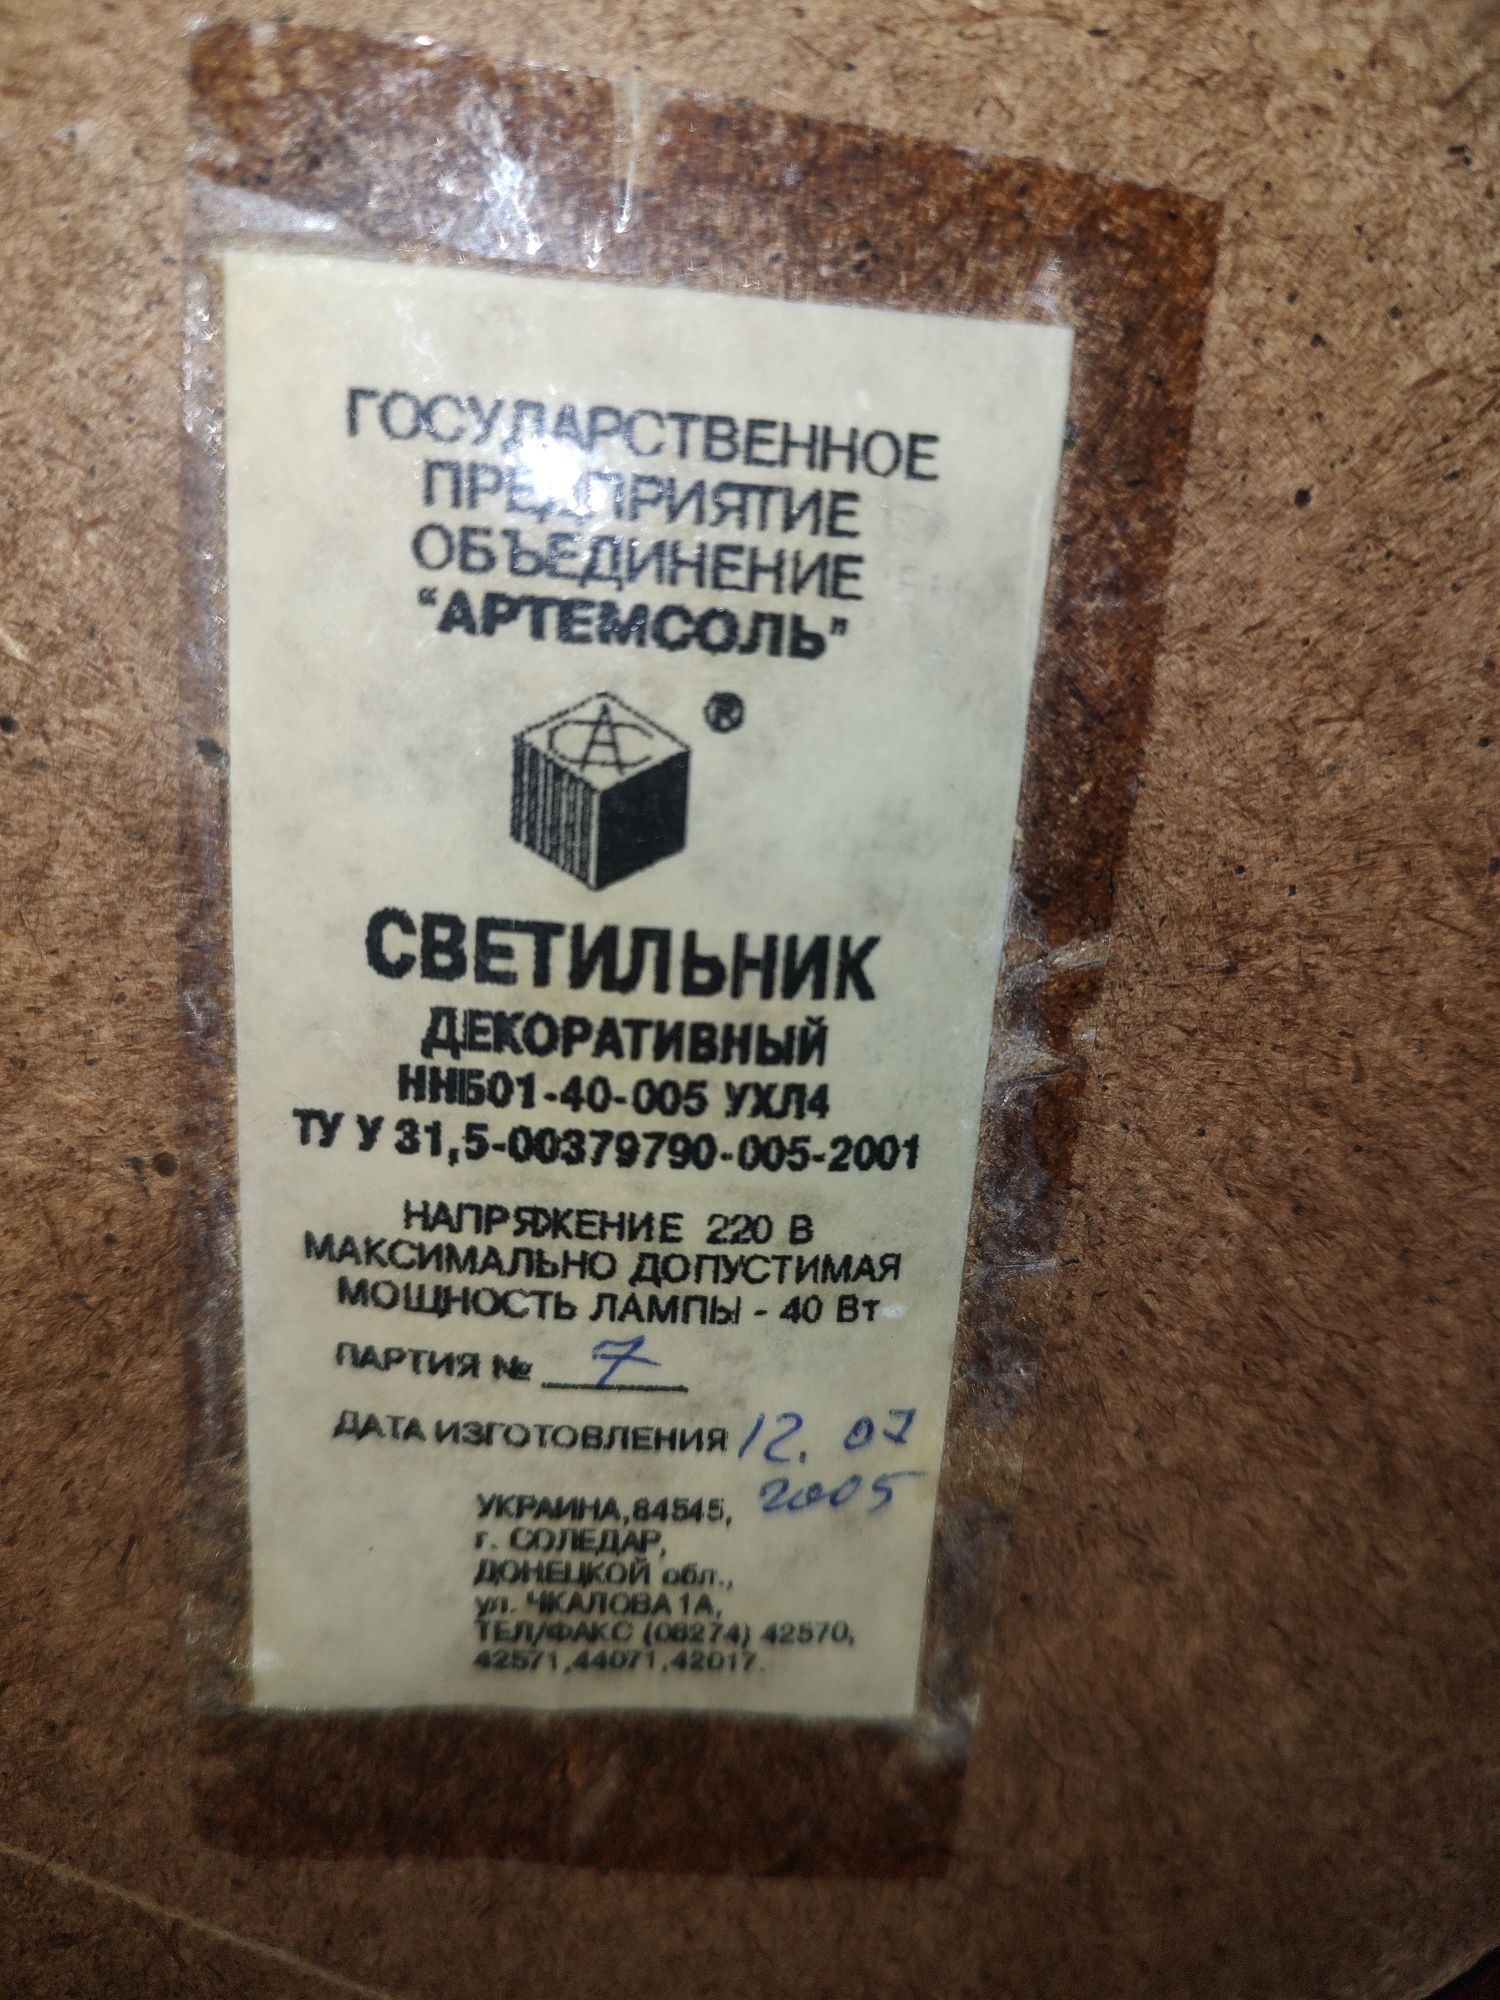 ГОСУДАРСТВЕННОЕ
ПРЕДПРИЯТИЕ
ОБЪЕДИНЕНИЕ
"АРТЕМСОЛЬ"
АС ®
СВЕТИЛЬНИК
ДЕКОРАТИВНЫЙ
ННБ01-40-005 УХЛ4
ТУ У 31,5-00379790-005-2001
НАПРЯЖЕНИЕ 220 В
МАКСИМАЛЬНО ДОПУСТИМАЯ
МОЩНОСТЬ ЛАМПЫ - 40 Вт
ПАРТИЯ № 7
ДАТА ИЗГОТОВЛЕНИЯ 12. 07
2005
УКРАИНА, 84545,
г. СОЛЕДАР,
ДОНЕЦКОЙ обл.,
ул. ЧКАЛОВА 1А,
ТЕЛ/ФАКС (06274) 42570,
42571,44071,42017.